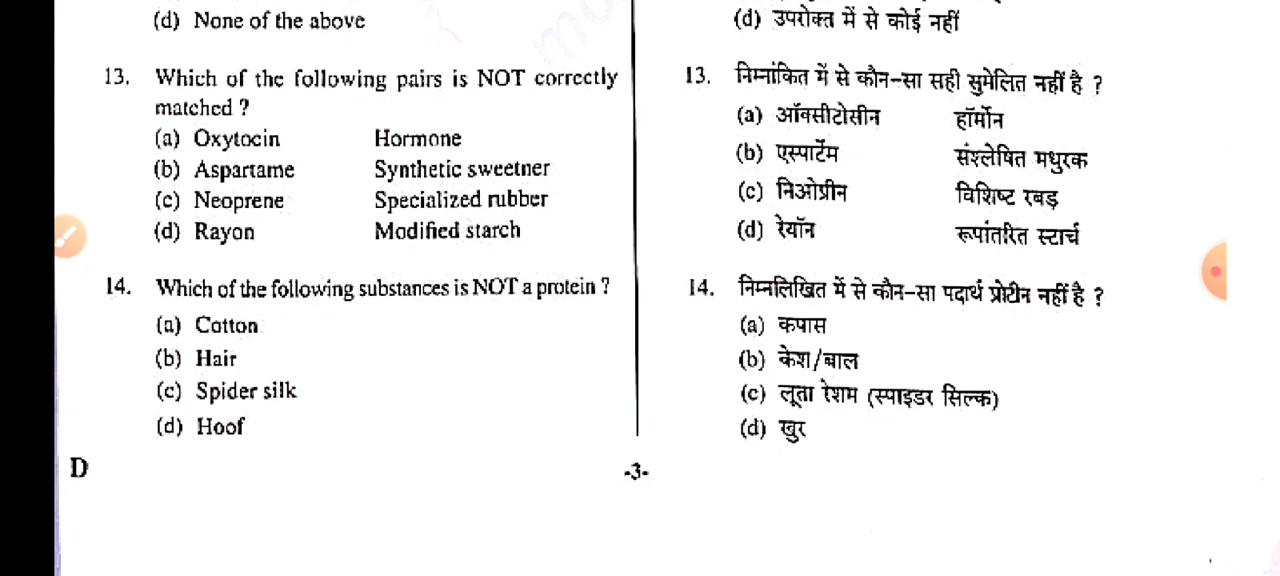 (d) None of the above
13. Which of the following pairs is NOT correctly
matched ?
(a) Oxytocin Hormone
(b) Aspartame Synthetic sweetner
(c) Neoprene Specialized rubber
(d) Rayon Modified starch
14. Which of the following substances is NOT a protein ?
(a) Cotton
(b) Hair
(c) Spider silk
(d) Hoof
D
(d) उपरोक्त में से कोई नहीं
13. निम्नांकित में से कौन-सा सही सुमेलित नहीं है ?
(a) ऑक्सीटोसीन हॉर्मोन
(b) एस्पार्टेम संश्लेषित मधुरक
(c) निओप्रीन विशिष्ट रबड़
(d) रेयॉन रूपांतरित स्टार्च
14. निम्नलिखित में से कौन-सा पदार्थ प्रोटीन नहीं है ?
(a) कपास
(b) केश/बाल
(c) लूता रेशम (स्पाइडर सिल्क)
(d) खुर
-3-